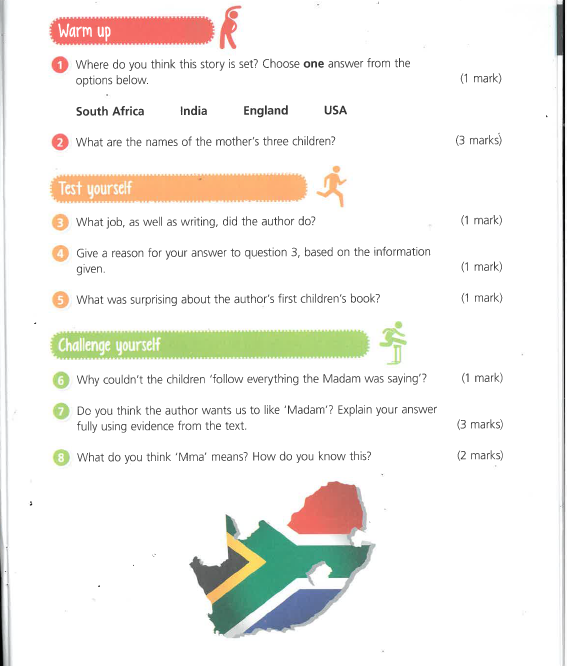 Warm up
1 Where do you think this story is set? Choose one answer from the
options below. (1 mark)
South Africa India England USA
2 What are the names of the mother's three children? (3 marks)
Test yourself
3 What job, as well as writing, did the author do? (1 mark)
4 Give a reason for your answer to question 3, based on the information
given. (1 mark)
5 What was surprising about the author's first children's book? (1 mark)
Challenge yourself
6 Why couldn't the children 'follow everything the Madam was saying'? (1 mark)
7 Do you think the author wants us to like 'Madam'? Explain your answer
fully using evidence from the text. (3 marks)
8 What do you think 'Mma' means? How do you know this? (2 marks)